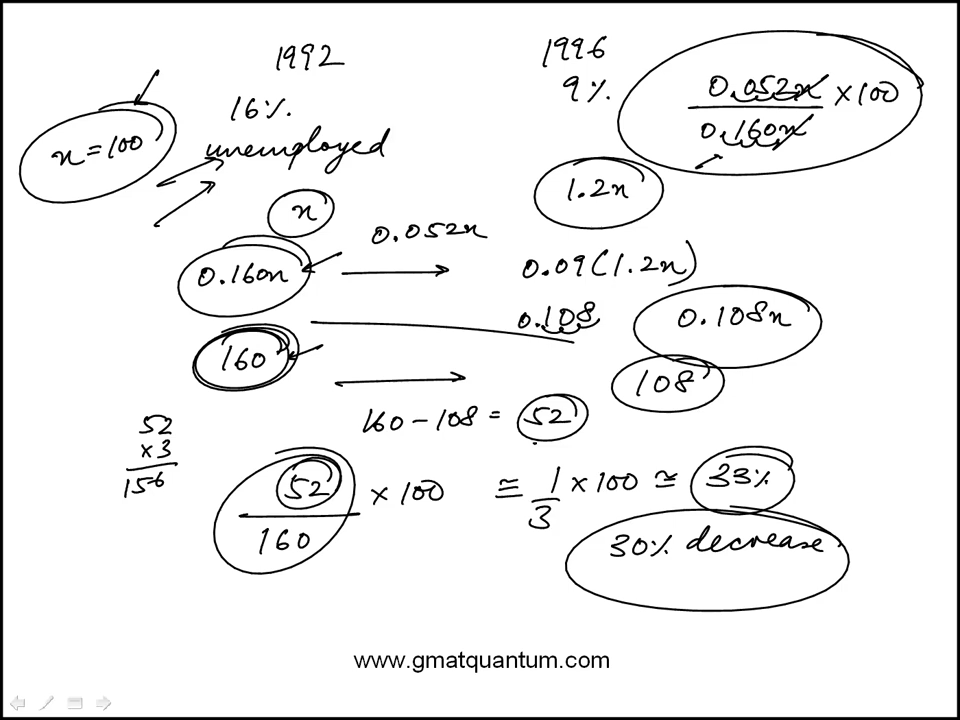 1992
1996
16%
9%
0.052x
0.160x
×100
x=100
unemployed
x
1.2x
0.160x
0.052x
0.09(1.2x)
0.108
0.108x
160
108
160-108 = 52
52
×3
156
52
160
× 100
≅ 1/3 × 100 ≅ 33%
30% decrease
www.gmatquantum.com